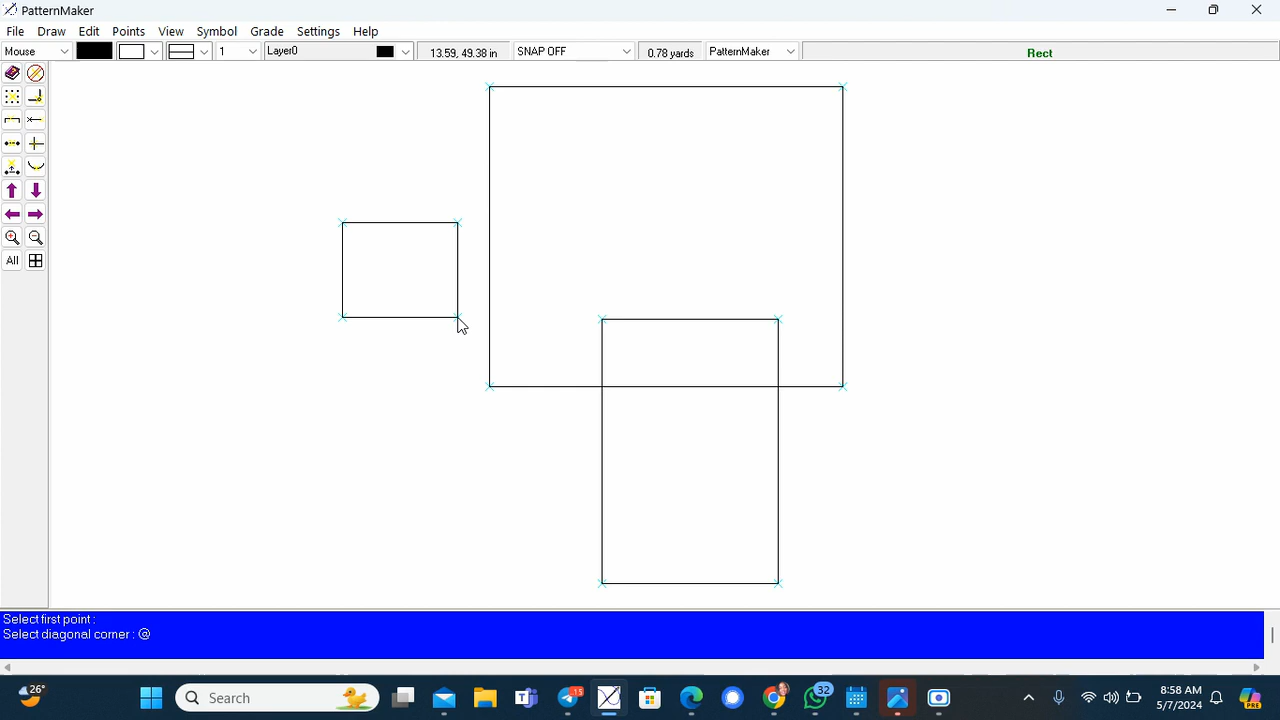 PatternMaker
File Draw Edit Points View Symbol Grade Settings Help
Mouse 1 Layer0 13.59, 49.38 in SNAP OFF 0.78 yards PatternMaker Rect
All
Select first point :
Select diagonal corner : @
26°
Search
15
32
8:58 AM
5/7/2024
PRE